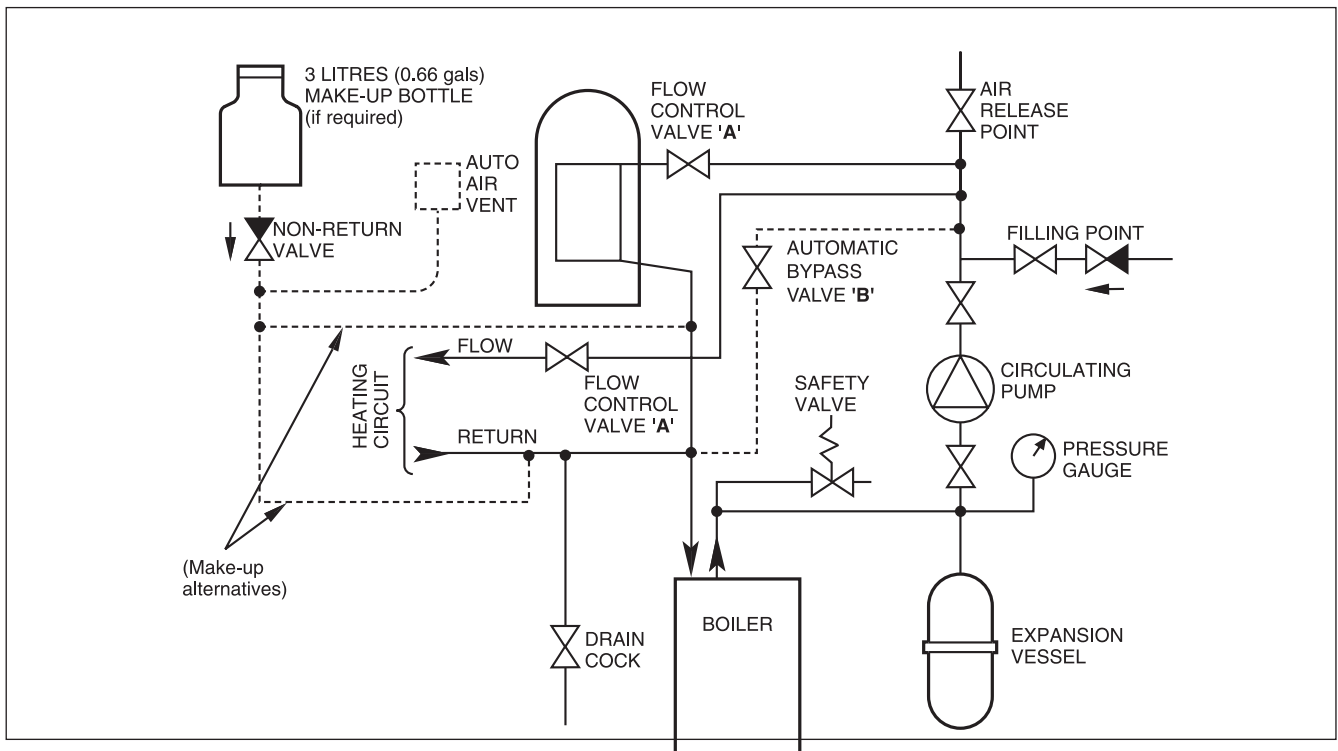 3 LITRES (0.66 gals)
MAKE-UP BOTTLE
(if required)
FLOW
CONTROL
VALVE 'A'
AIR
RELEASE
POINT
AUTO
AIR
VENT
NON-RETURN
VALVE
AUTOMATIC
BYPASS
VALVE 'B'
FILLING POINT
FLOW
HEATING
CIRCUIT
FLOW
CONTROL
VALVE 'A'
SAFETY
VALVE
CIRCULATING
PUMP
RETURN
PRESSURE
GAUGE
(Make-up
alternatives)
BOILER
DRAIN
COCK
EXPANSION
VESSEL